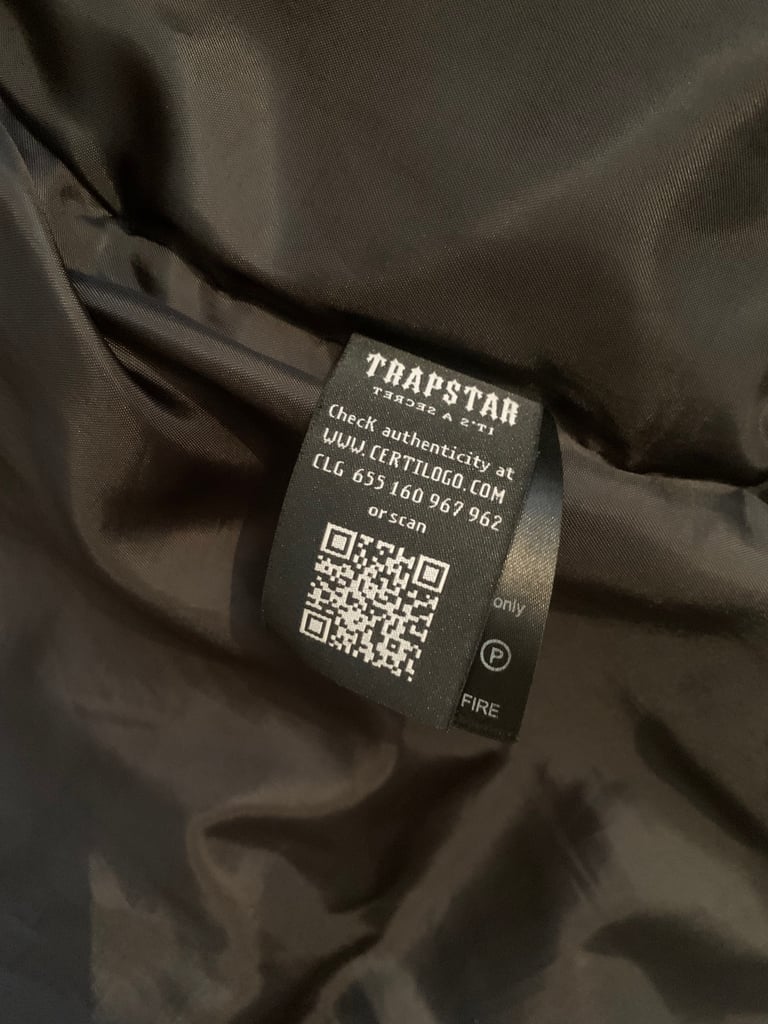 TRAPSTAR
IT'S A SECRET
Check authenticity at
WWW.CERTILOGO.COM
CLG 655 160 967 962
or scan
only
P
FIRE